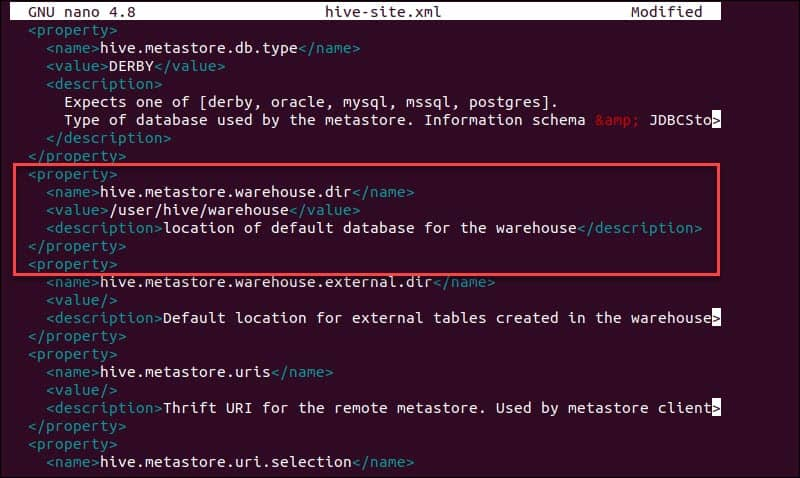 GNU nano 4.8 hive-site.xml Modified
<property>
<name>hive.metastore.db.type</name>
<value>DERBY</value>
<description>
Expects one of [derby, oracle, mysql, mssql, postgres].
Type of database used by the metastore. Information schema &amp; JDBCSto>
</description>
</property>
<property>
<name>hive.metastore.warehouse.dir</name>
<value>/user/hive/warehouse</value>
<description>location of default database for the warehouse</description>
</property>
<property>
<name>hive.metastore.warehouse.external.dir</name>
<value/>
<description>Default location for external tables created in the warehouse>
</property>
<property>
<name>hive.metastore.uris</name>
<value/>
<description>Thrift URI for the remote metastore. Used by metastore client>
</property>
<property>
<name>hive.metastore.uri.selection</name>